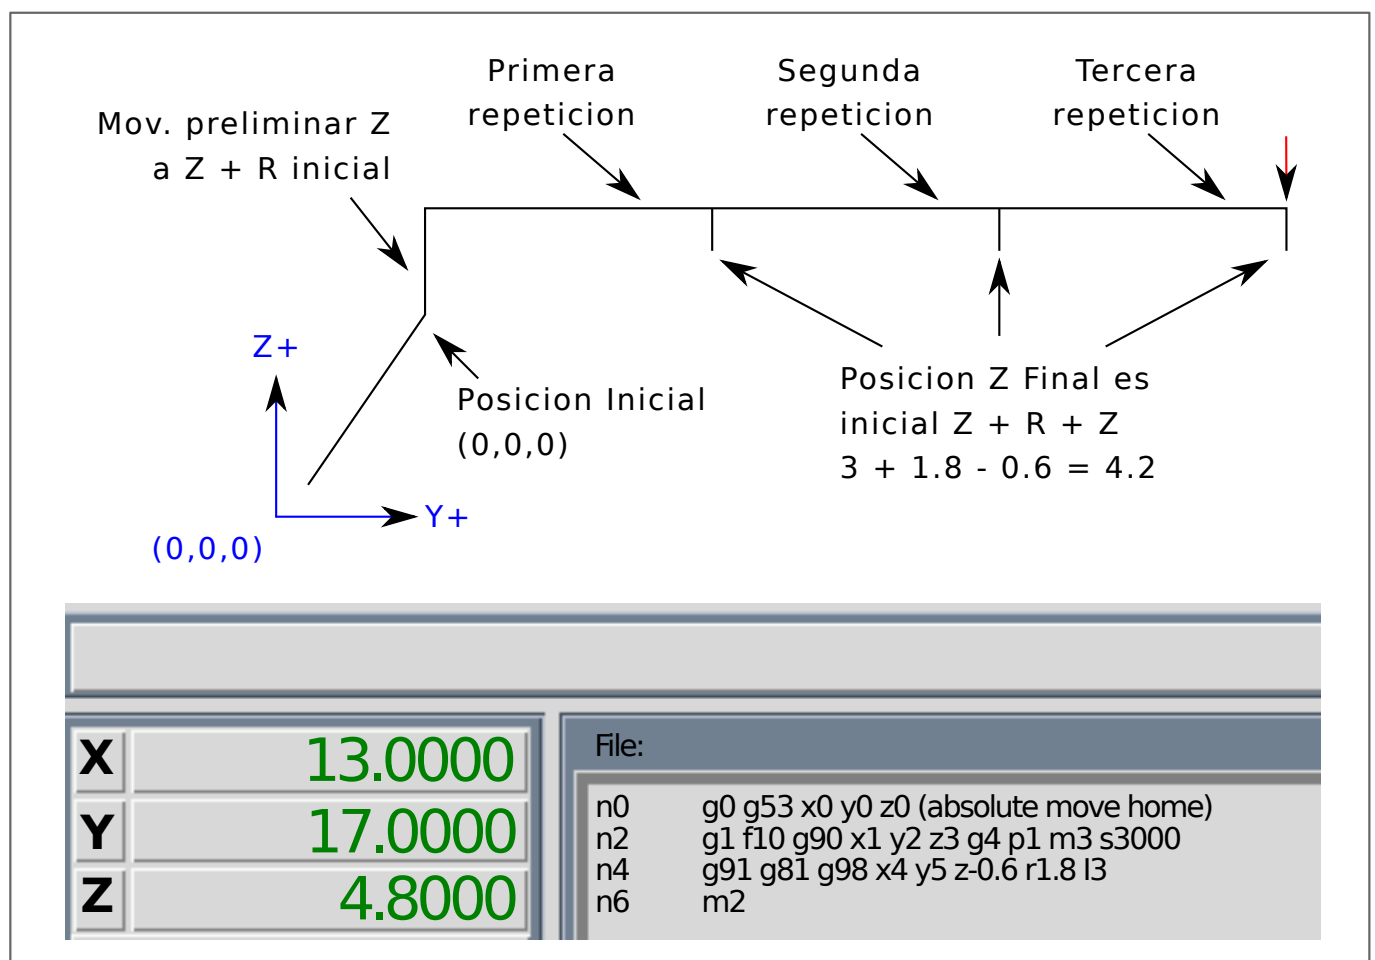 Primera
repeticion
Segunda
repeticion
Tercera
repeticion
Mov. preliminar Z
a Z + R inicial
Z+
Posicion Inicial
(0,0,0)
Posicion Z Final es
inicial Z + R + Z
3 + 1.8 - 0.6 = 4.2
Y+
(0,0,0)
X 13.0000
Y 17.0000
Z 4.8000
File:
n0 g0 g53 x0 y0 z0 (absolute move home)
n2 g1 f10 g90 x1 y2 z3 g4 p1 m3 s3000
n4 g91 g81 g98 x4 y5 z-0.6 r1.8 l3
n6 m2